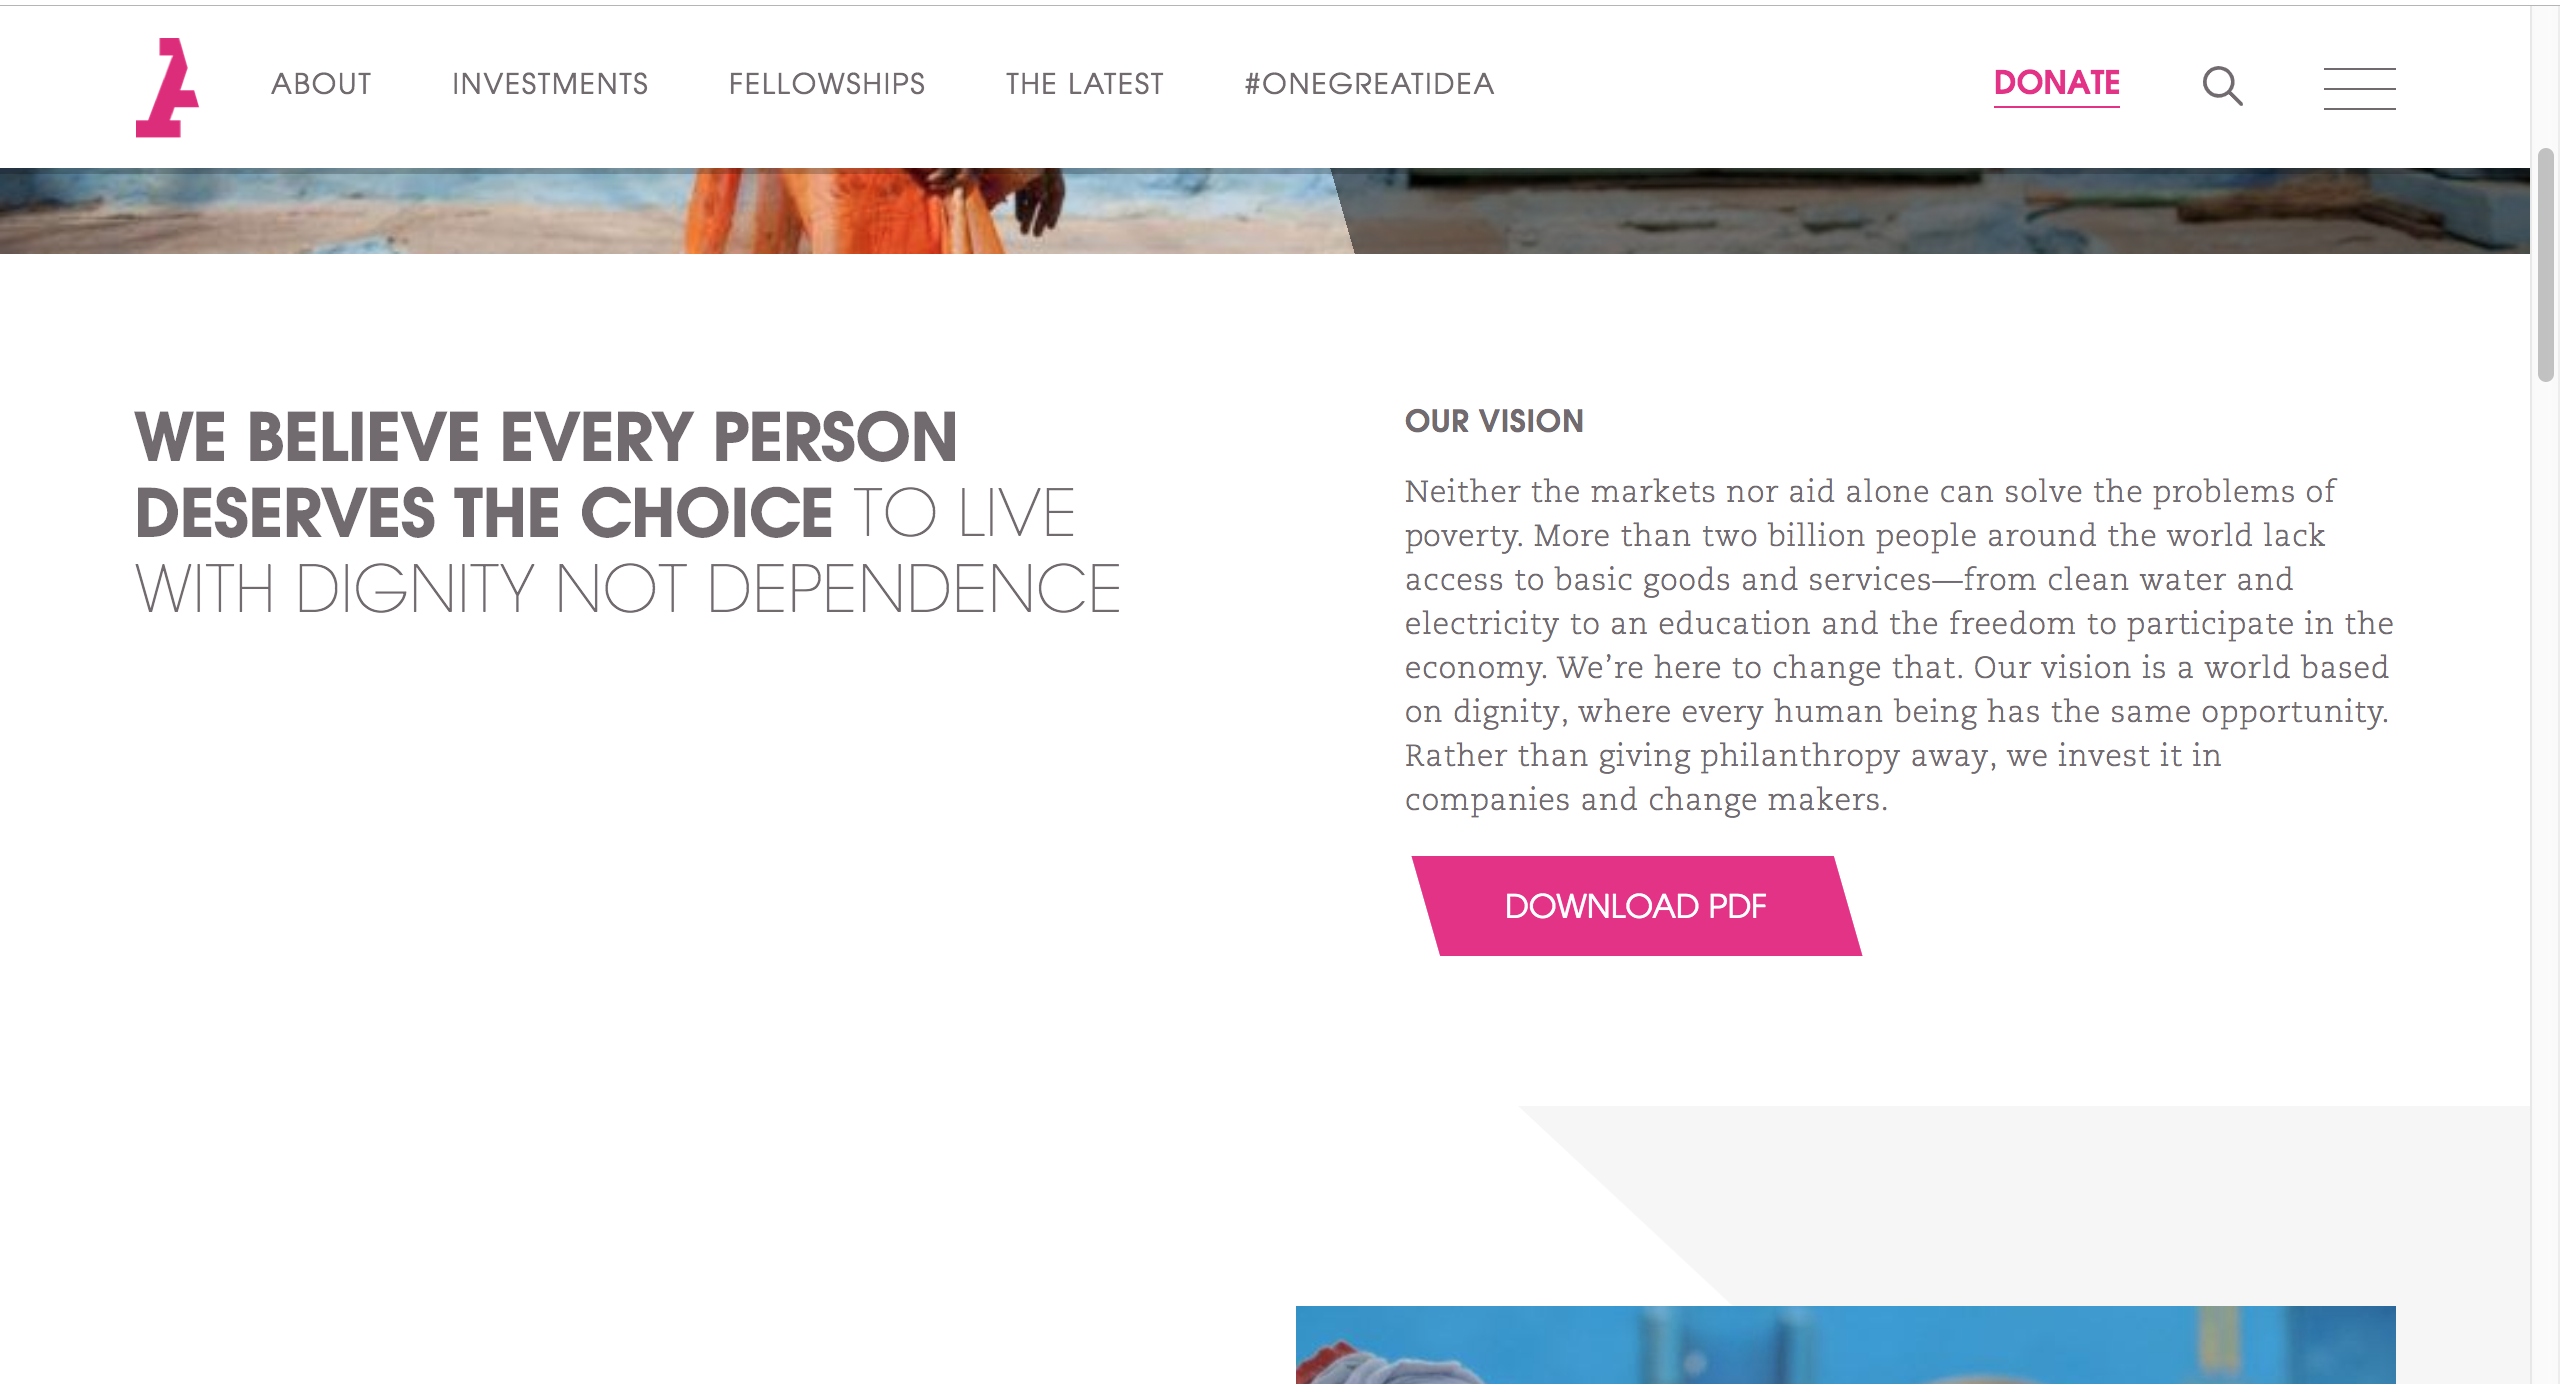 ABOUT
INVESTMENTS
FELLOWSHIPS
THE LATEST
#ONEGREATIDEA
DONATE
WE BELIEVE EVERY PERSON
DESERVES THE CHOICE TO LIVE
WITH DIGNITY NOT DEPENDENCE
OUR VISION
Neither the markets nor aid alone can solve the problems of
poverty. More than two billion people around the world lack
access to basic goods and services—from clean water and
electricity to an education and the freedom to participate in the
economy. We’re here to change that. Our vision is a world based
on dignity, where every human being has the same opportunity.
Rather than giving philanthropy away, we invest it in
companies and change makers.
DOWNLOAD PDF